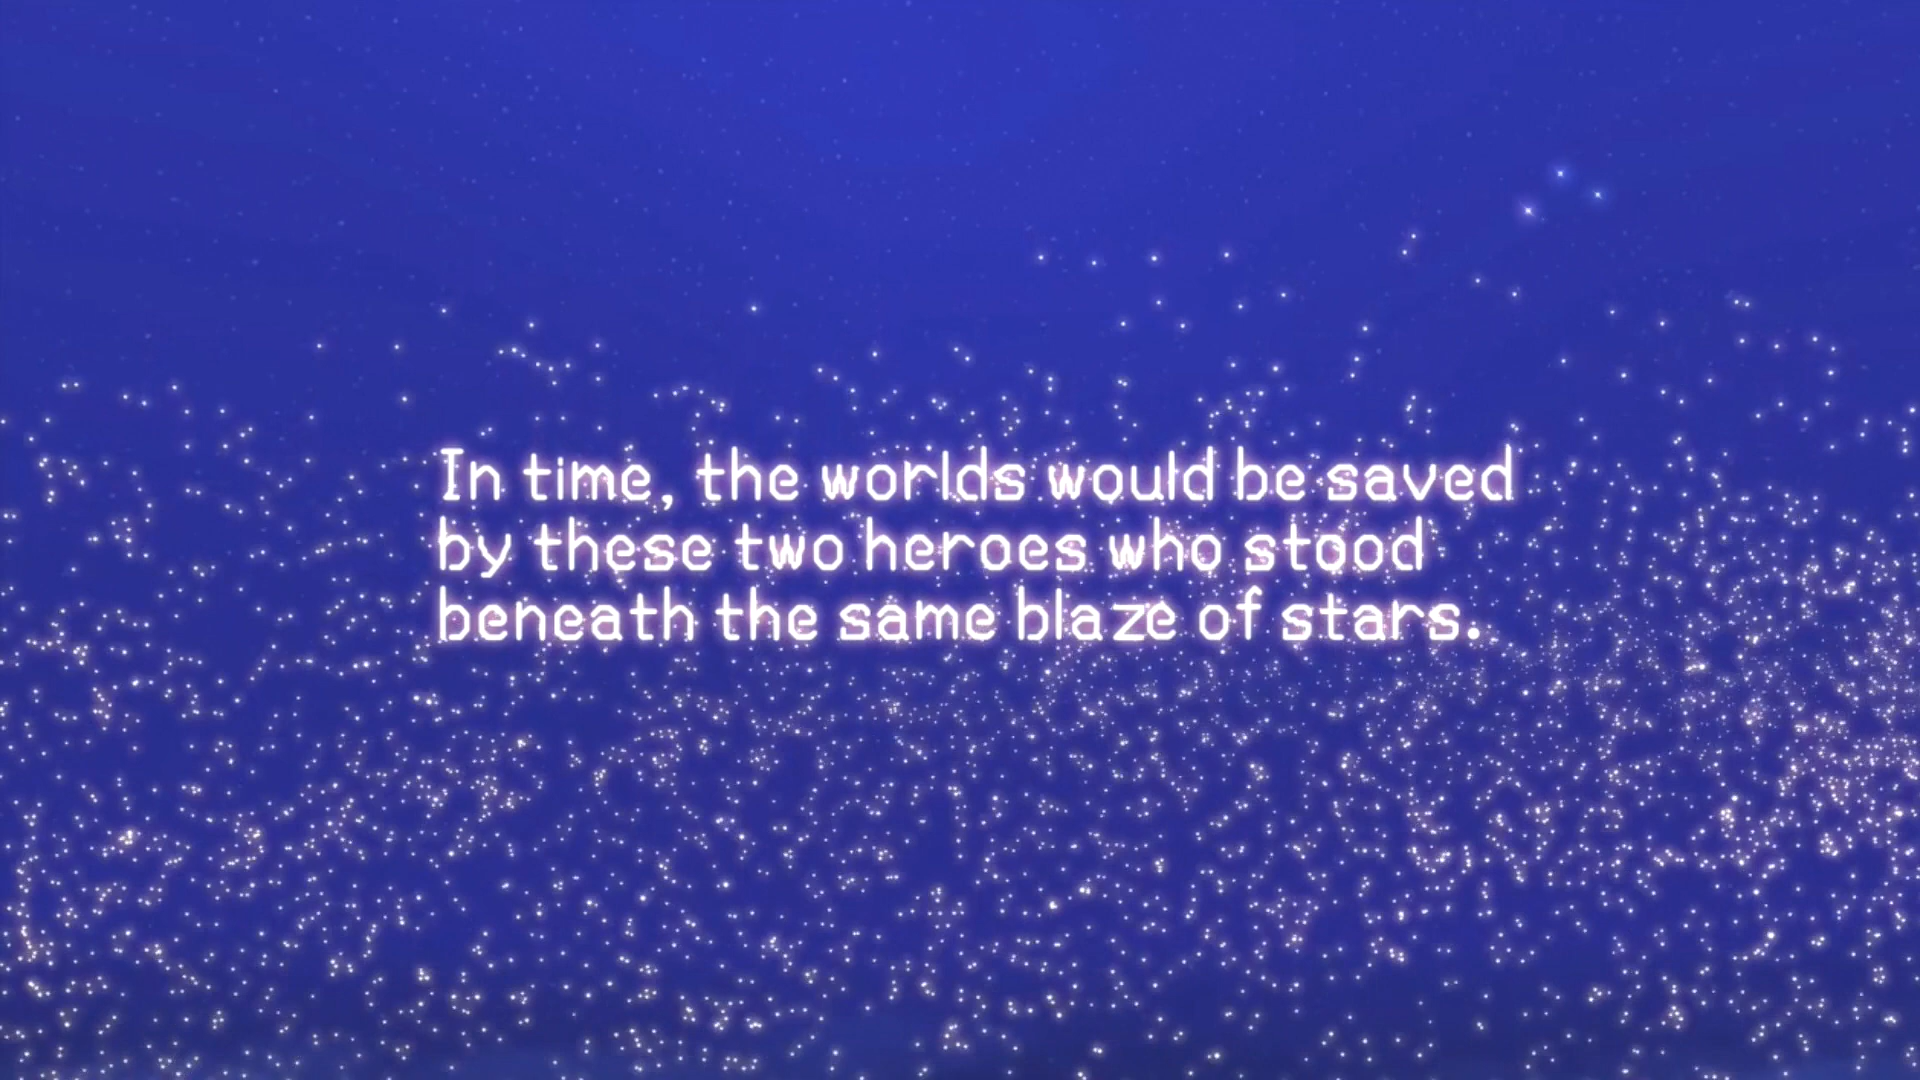 In time, the worlds would be saved
by these two heroes who stood
beneath the same blaze of stars.